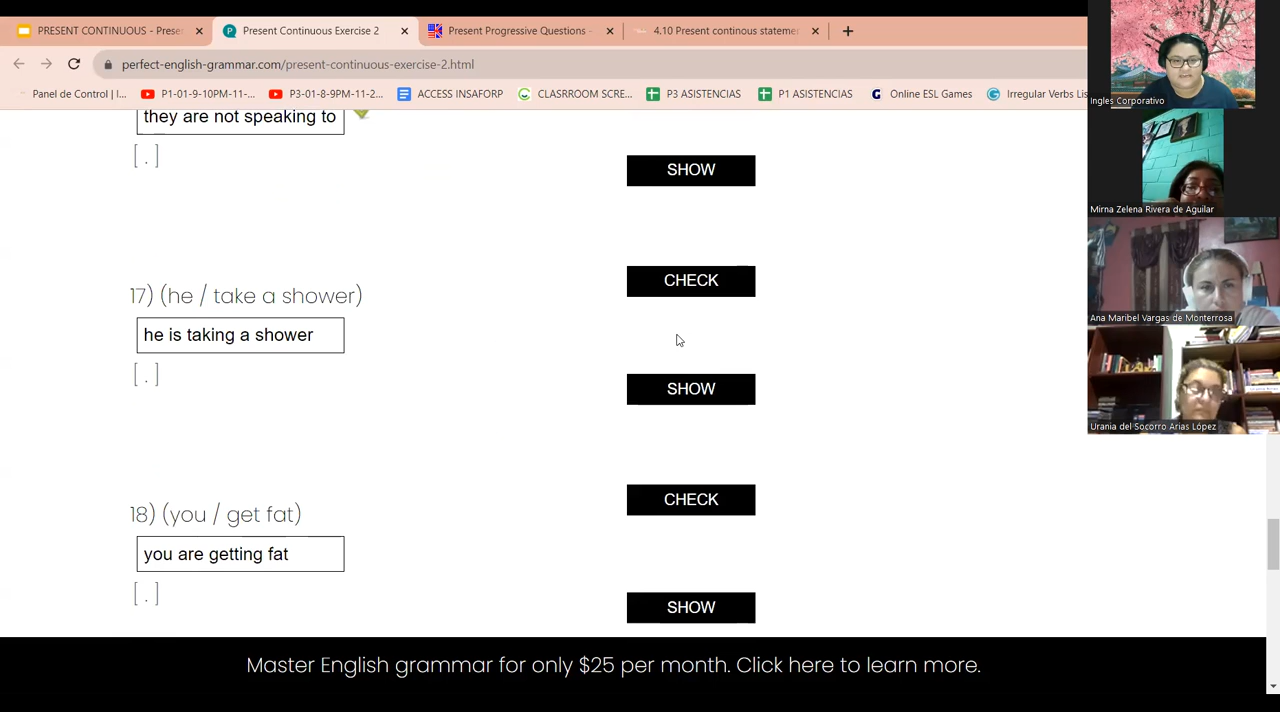 PRESENT CONTINUOUS - Prese
Present Continuous Exercise 2
Present Progressive Questions -
4.10 Present continous stateme
perfect-english-grammar.com/present-continuous-exercise-2.html
Panel de Control | I...
P1-01-9-10PM-11-...
P3-01-8-9PM-11-2...
ACCESS INSAFORP
CLASRROOM SCRE...
P3 ASISTENCIAS
P1 ASISTENCIAS
Online ESL Games
Irregular Verbs Lis
Ingles Corporativo
they are not speaking to
[ . ]
SHOW
Mirna Zelena Rivera de Aguilar
CHECK
17) (he / take a shower)
he is taking a shower
[ . ]
SHOW
Ana Maribel Vargas de Monterrosa
Urania del Socorro Arias López
CHECK
18) (you / get fat)
you are getting fat
[ . ]
SHOW
Master English grammar for only $25 per month. Click here to learn more.